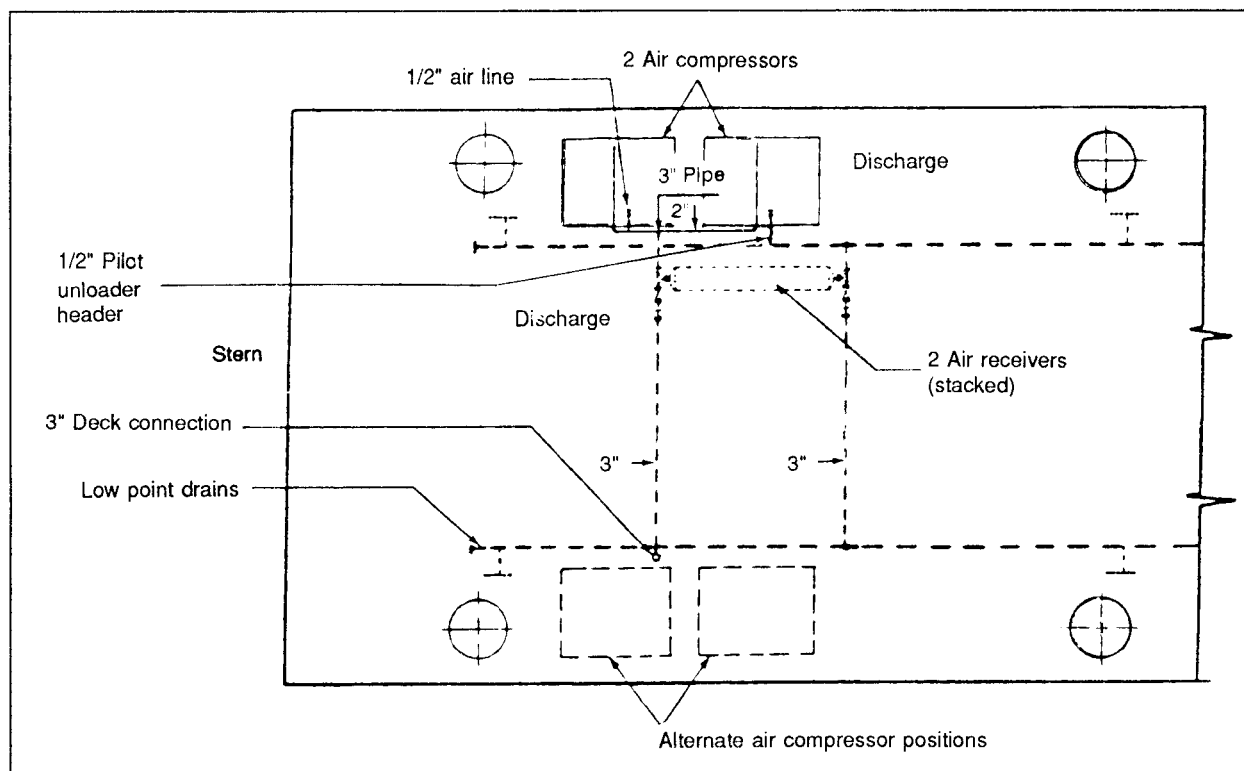 2 Air compressors
1/2" air line
Discharge
3" Pipe
2"
1/2" Pilot
unloader
header
Discharge
Stern
2 Air receivers
(stacked)
3" Deck connection
3"
3"
Low point drains
Alternate air compressor positions